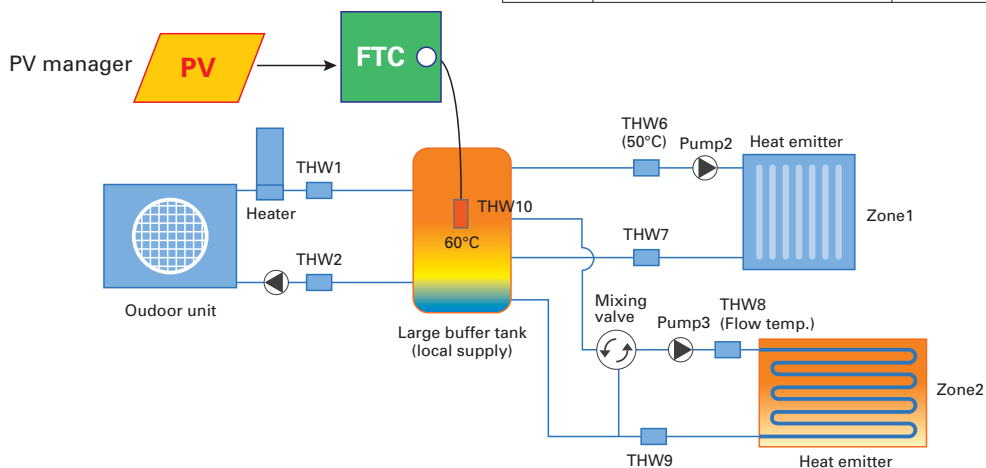 PV manager
PV
FTC
THW1
Heater
THW2
Oudoor unit
THW10
60°C
Large buffer tank
(local supply)
THW6
(50°C)
Pump2
Heat emitter
Zone1
THW7
Mixing
valve
Pump3
THW8
(Flow temp.)
Zone2
THW9
Heat emitter